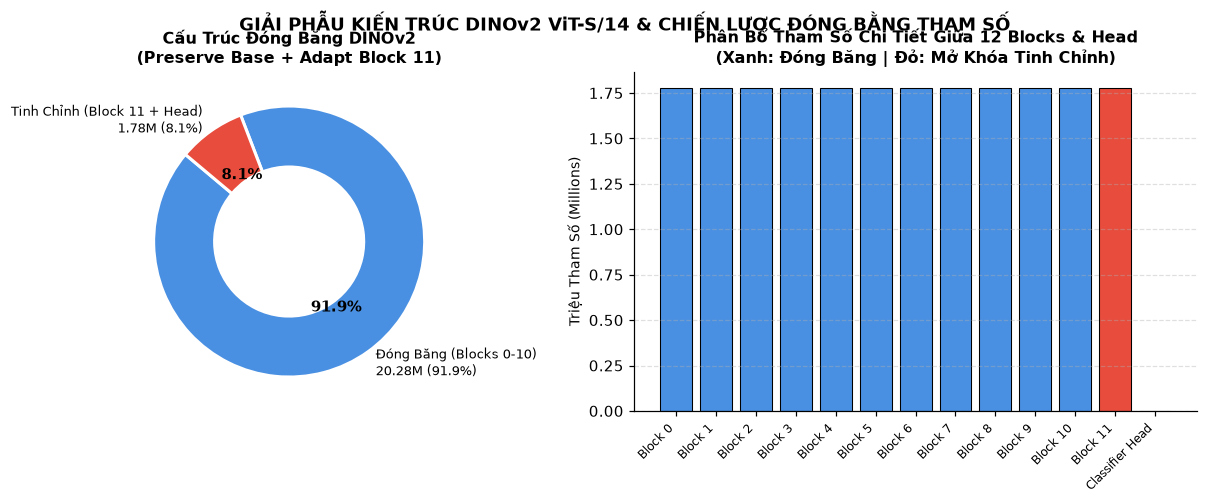 GIẢI PHẪU KIẾN TRÚC DINOv2 ViT-S/14 & CHIẾN LƯỢC ĐÓNG BĂNG THAM SỐ
Cấu Trúc Đóng Băng DINOv2
(Preserve Base + Adapt Block 11)
Tinh Chỉnh (Block 11 + Head)
1.78M (8.1%)
8.1%
91.9%
Đóng Băng (Blocks 0-10)
20.28M (91.9%)
Phân Bổ Tham Số Chi Tiết Giữa 12 Blocks & Head
(Xanh: Đóng Băng | Đỏ: Mở Khóa Tinh Chỉnh)
Triệu Tham Số (Millions)
1.75
1.50
1.25
1.00
0.75
0.50
0.25
0.00
Block 0
Block 1
Block 2
Block 3
Block 4
Block 5
Block 6
Block 7
Block 8
Block 9
Block 10
Block 11
Classifier Head